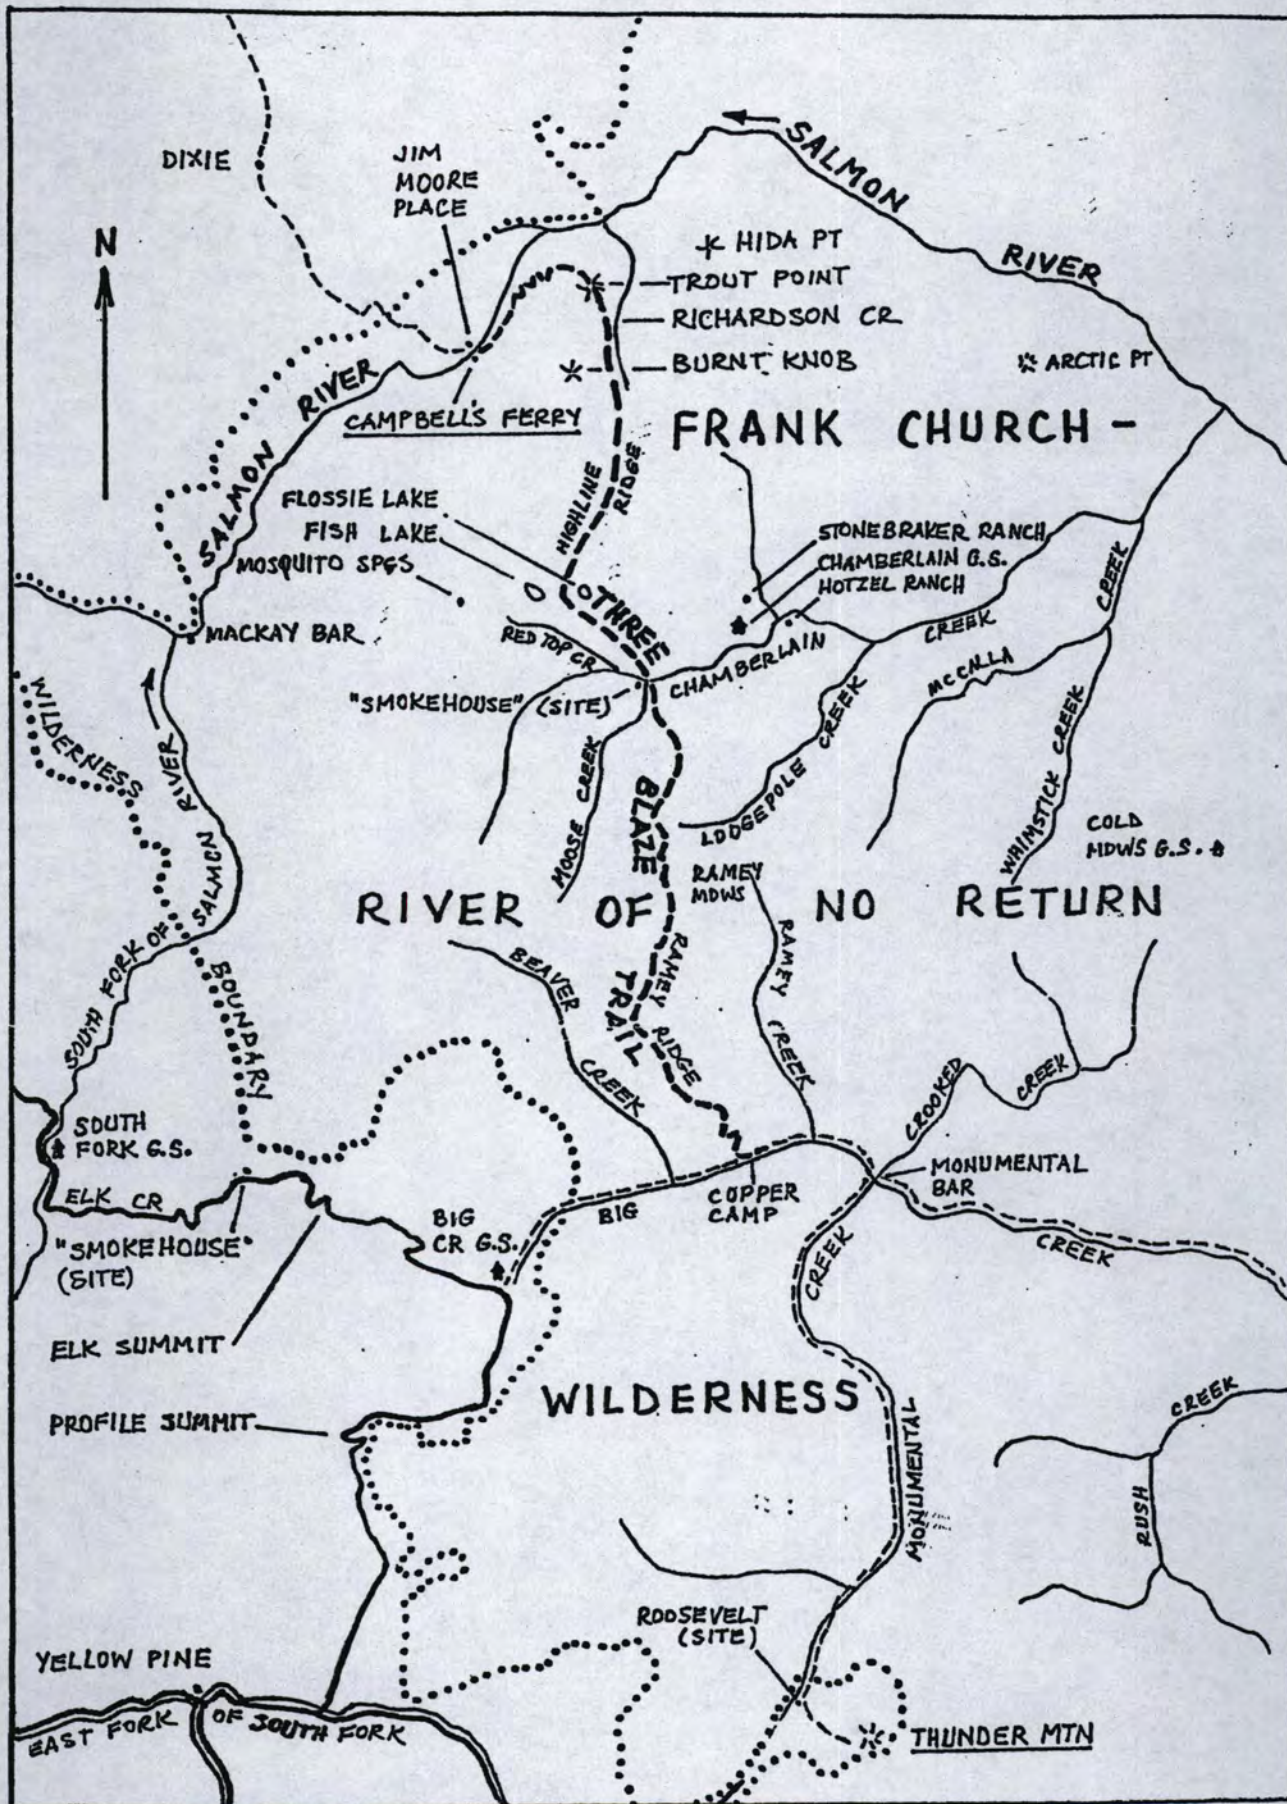 SALMON
RIVER
DIXIE
JIM
MOORE
PLACE
N
HIDA PT
TROUT POINT
RICHARDSON CR
BURNT KNOB
ARCTIC PT
SALMON RIVER
CAMPBELL'S FERRY
FRANK CHURCH -
HIGHLINE
RIDGE
FLOSSIE LAKE
FISH LAKE
MOSQUITO SPGS
STONEBRAKER RANCH
CHAMBERLAIN G.S.
HOTZEL RANCH
THREE
MACKAY BAR
RED TOP CR.
CHAMBERLAIN
CREEK
CREEK
"SMOKEHOUSE" (SITE)
MCCALLA
WILDERNESS
BOUNDARY
SOUTH FORK OF SALMON RIVER
MOOSE CREEK
BLAZE
LODGEPOLE CREEK
WHIMSTICK CREEK
COLD
MDWS G.S.
RAMEY
MDWS
RIVER OF NO RETURN
BEAVER
CREEK
TRAIL
RAMEY
RIDGE
RAMEY
CREEK
CROOKED
CREEK
SOUTH
FORK G.S.
ELK CR
"SMOKEHOUSE"
(SITE)
BIG
CR G.S.
BIG
COPPER
CAMP
MONUMENTAL
BAR
CREEK
CREEK
ELK SUMMIT
PROFILE SUMMIT
WILDERNESS
MONUMENTAL
CREEK
RUSH
ROOSEVELT
(SITE)
YELLOW PINE
EAST FORK OF SOUTH FORK
THUNDER MTN